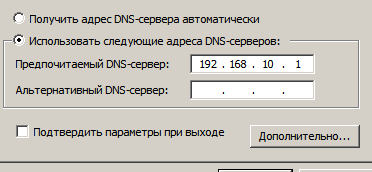 Получить адрес DNS-сервера автоматически
Использовать следующие адреса DNS-серверов:
Предпочитаемый DNS-сервер: 192 . 168 . 10 . 1
Альтернативный DNS-сервер: . . .
Подтвердить параметры при выходе
Дополнительно...